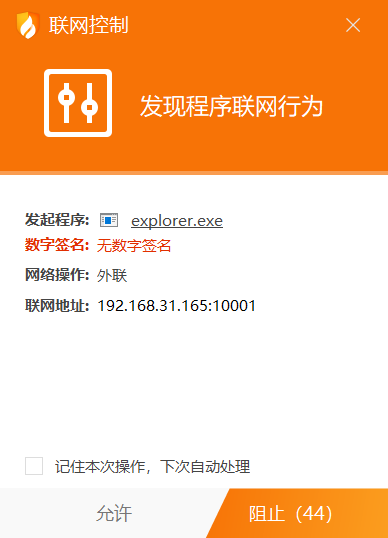 联网控制
发现程序联网行为
发起程序: explorer.exe
数字签名: 无数字签名
网络操作: 外联
联网地址: 192.168.31.165:10001
记住本次操作，下次自动处理
允许
阻止（44）